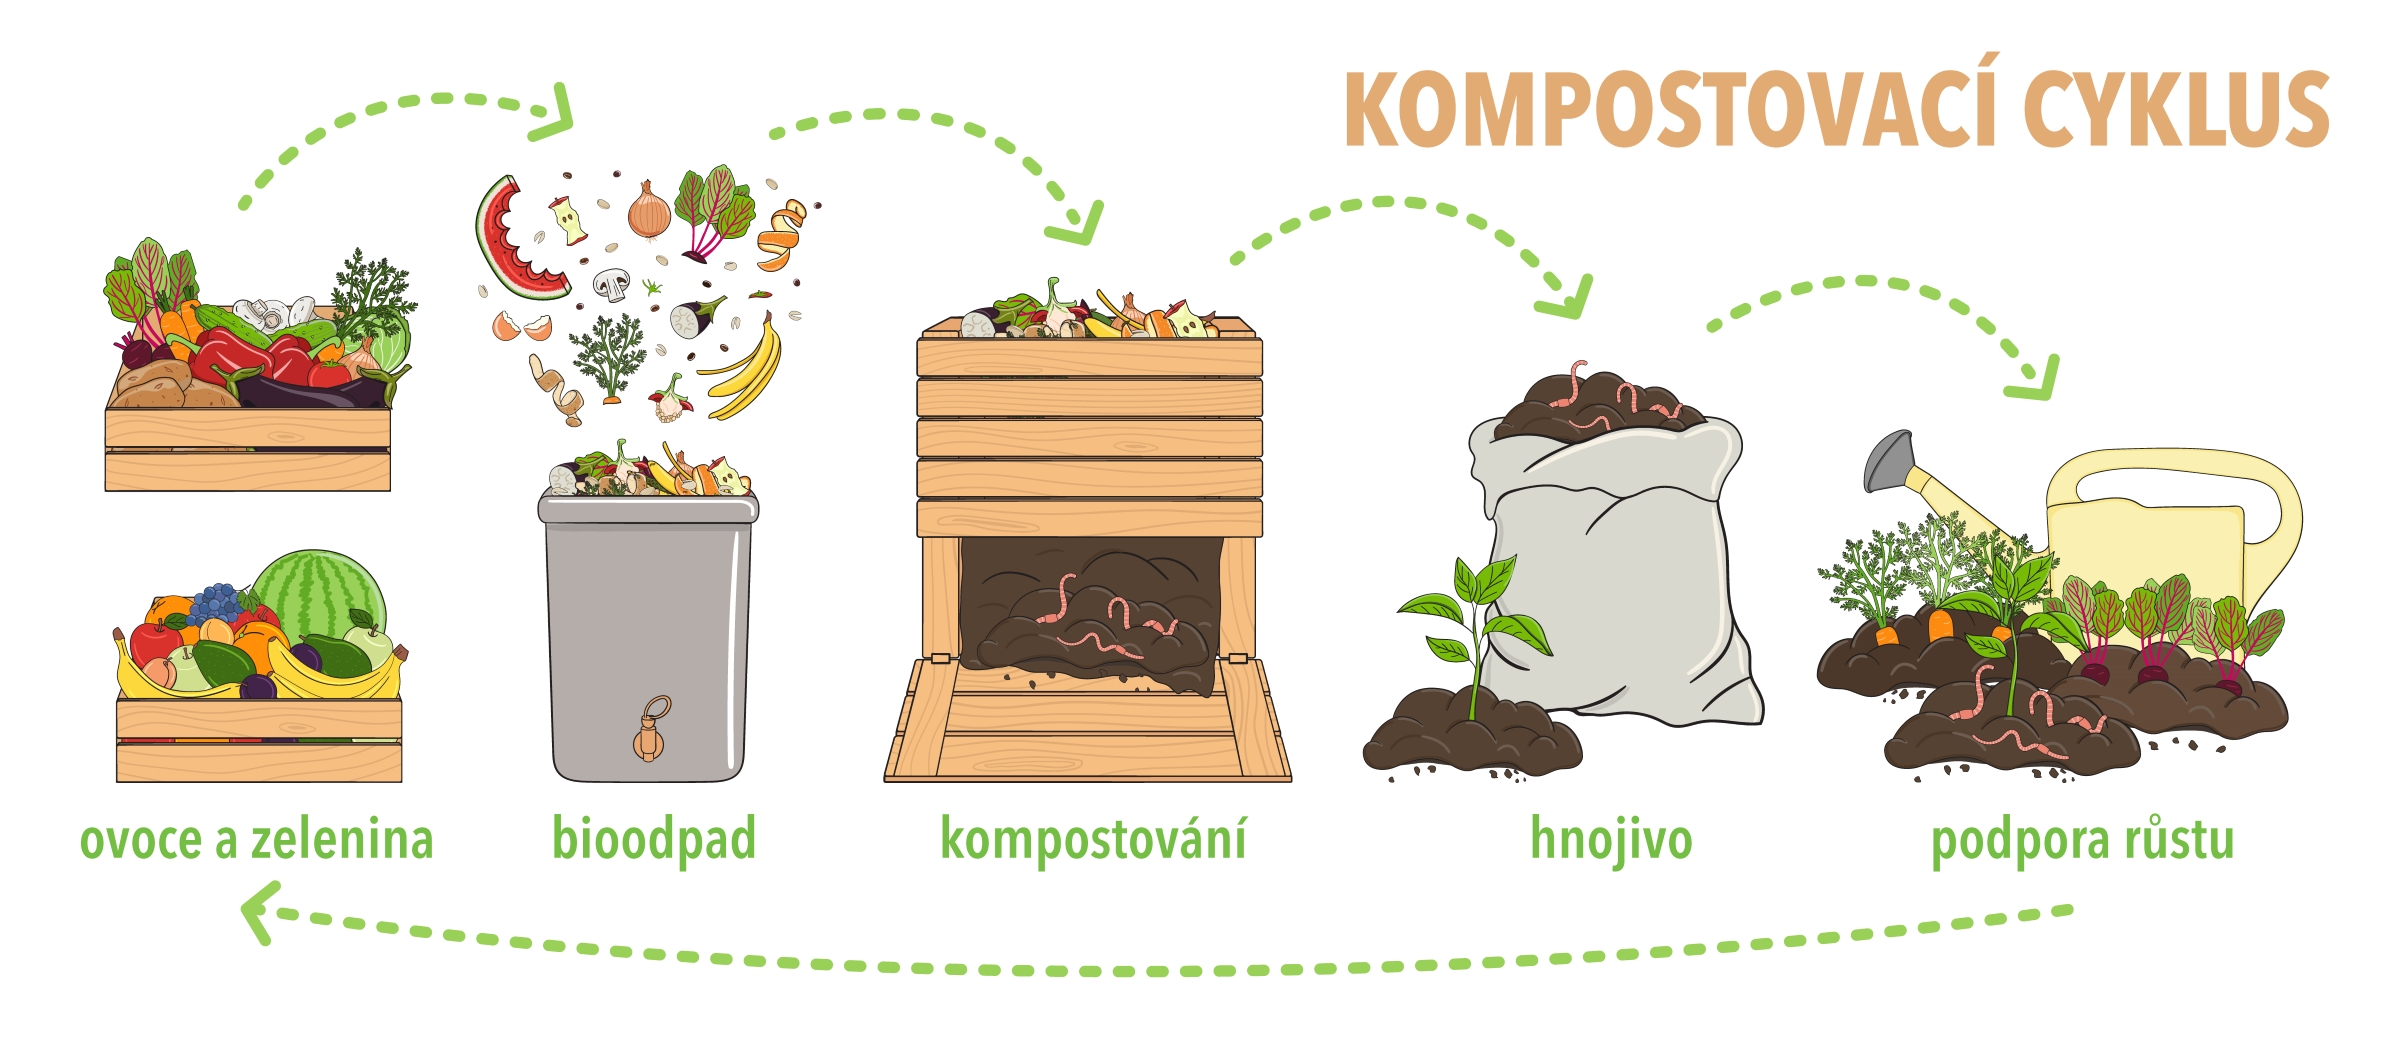 KOMPOSTOVACÍ CYKLUS
ovoce a zelenina
bioodpad
kompostování
hnojivo
podpora růstu